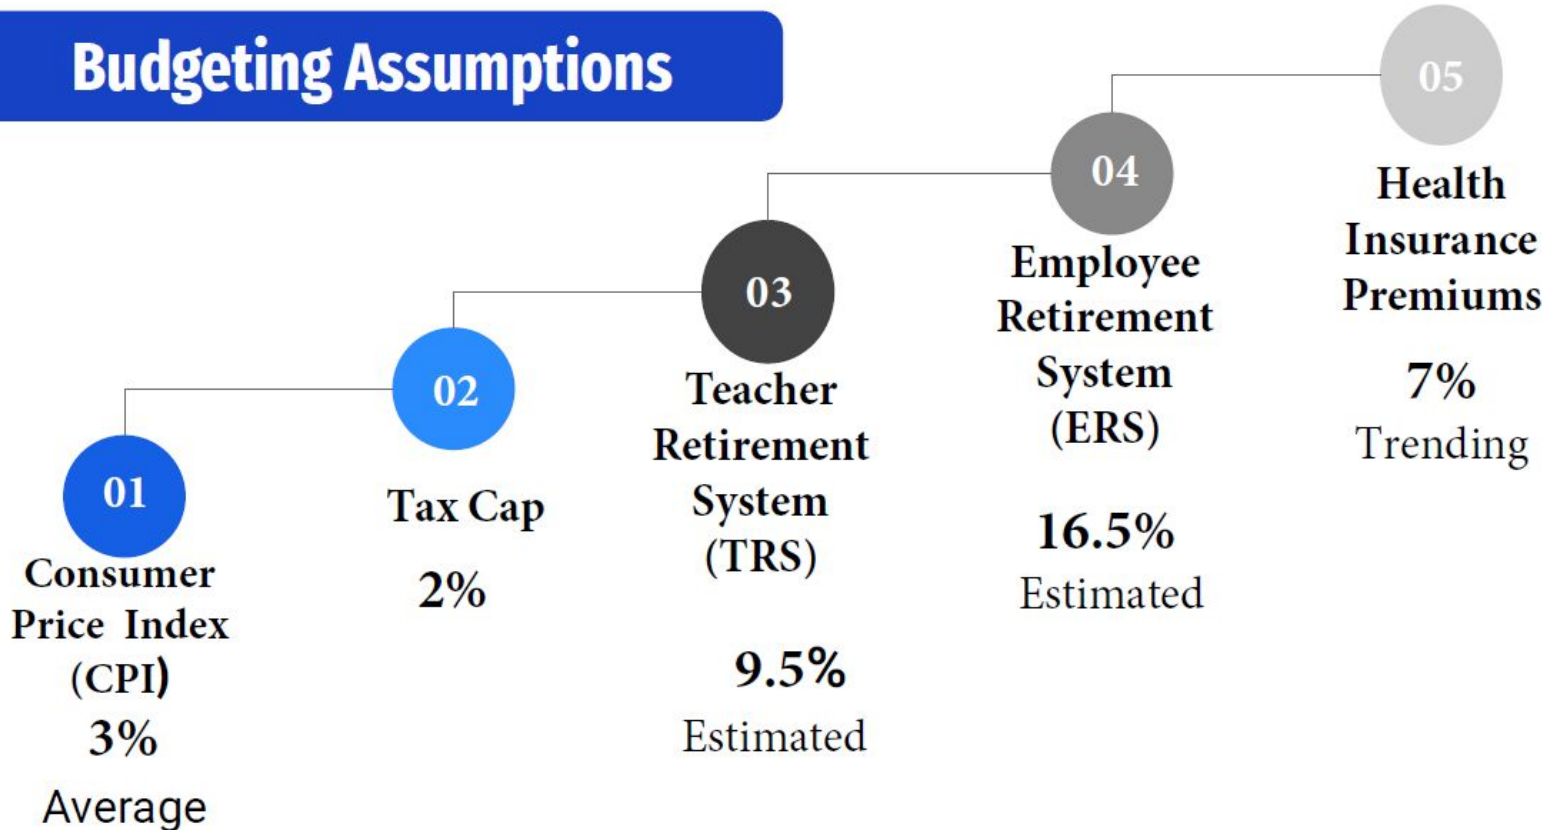 Budgeting Assumptions
01
Consumer
Price Index
(CPI)
3%
Average
02
Tax Cap
2%
03
Teacher
Retirement
System
(TRS)
9.5%
Estimated
04
Employee
Retirement
System
(ERS)
16.5%
Estimated
05
Health
Insurance
Premiums
7%
Trending